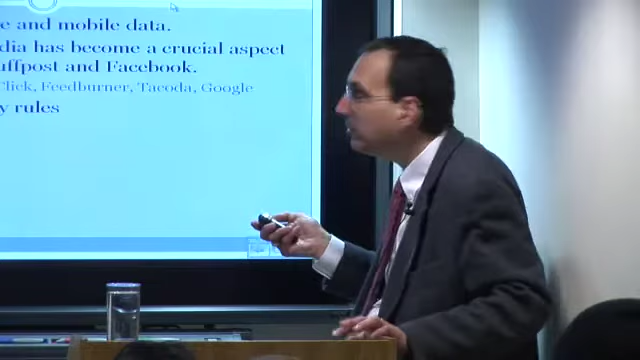 e and mobile data.
dia has become a crucial aspect
uffpost and Facebook.
Click, Feedburner, Tacoda, Google
y rules